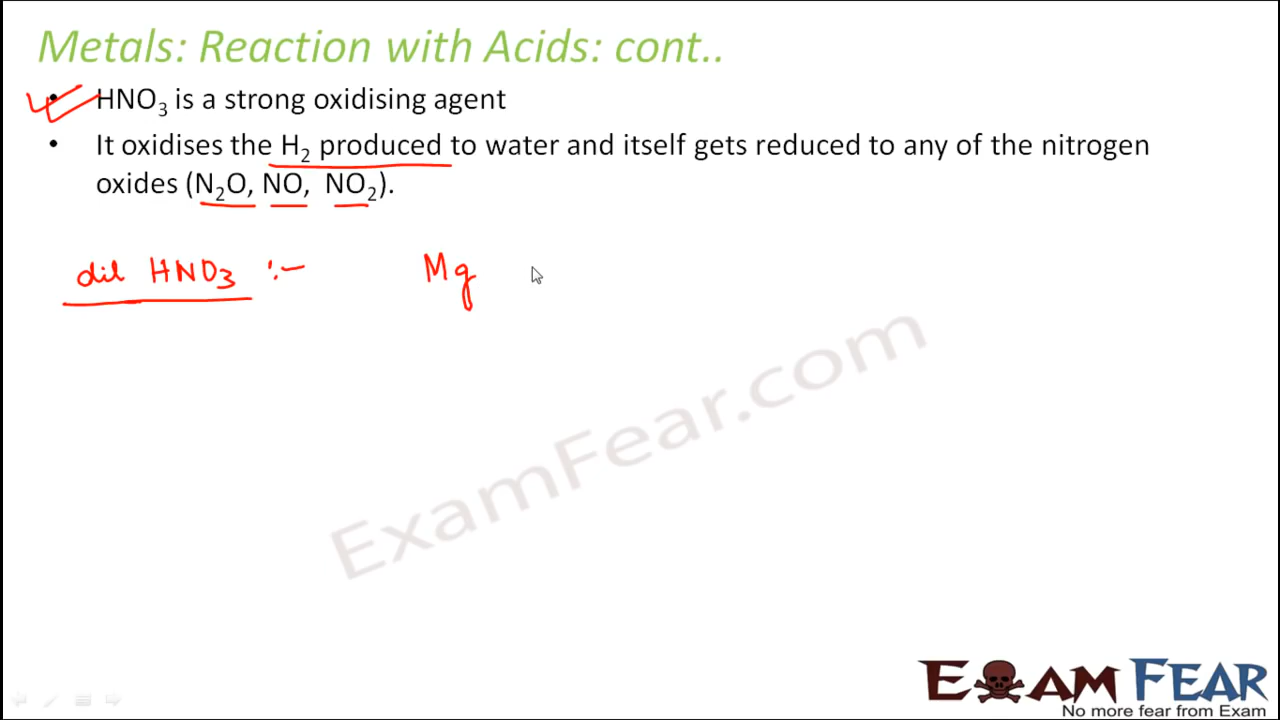 Metals: Reaction with Acids: cont..
• HNO₃ is a strong oxidising agent
• It oxidises the H₂ produced to water and itself gets reduced to any of the nitrogen
oxides (N₂O, NO, NO₂).
dil HNO₃ :- Mg
ExamFear.com
EXAM FEAR
No more fear from Exam